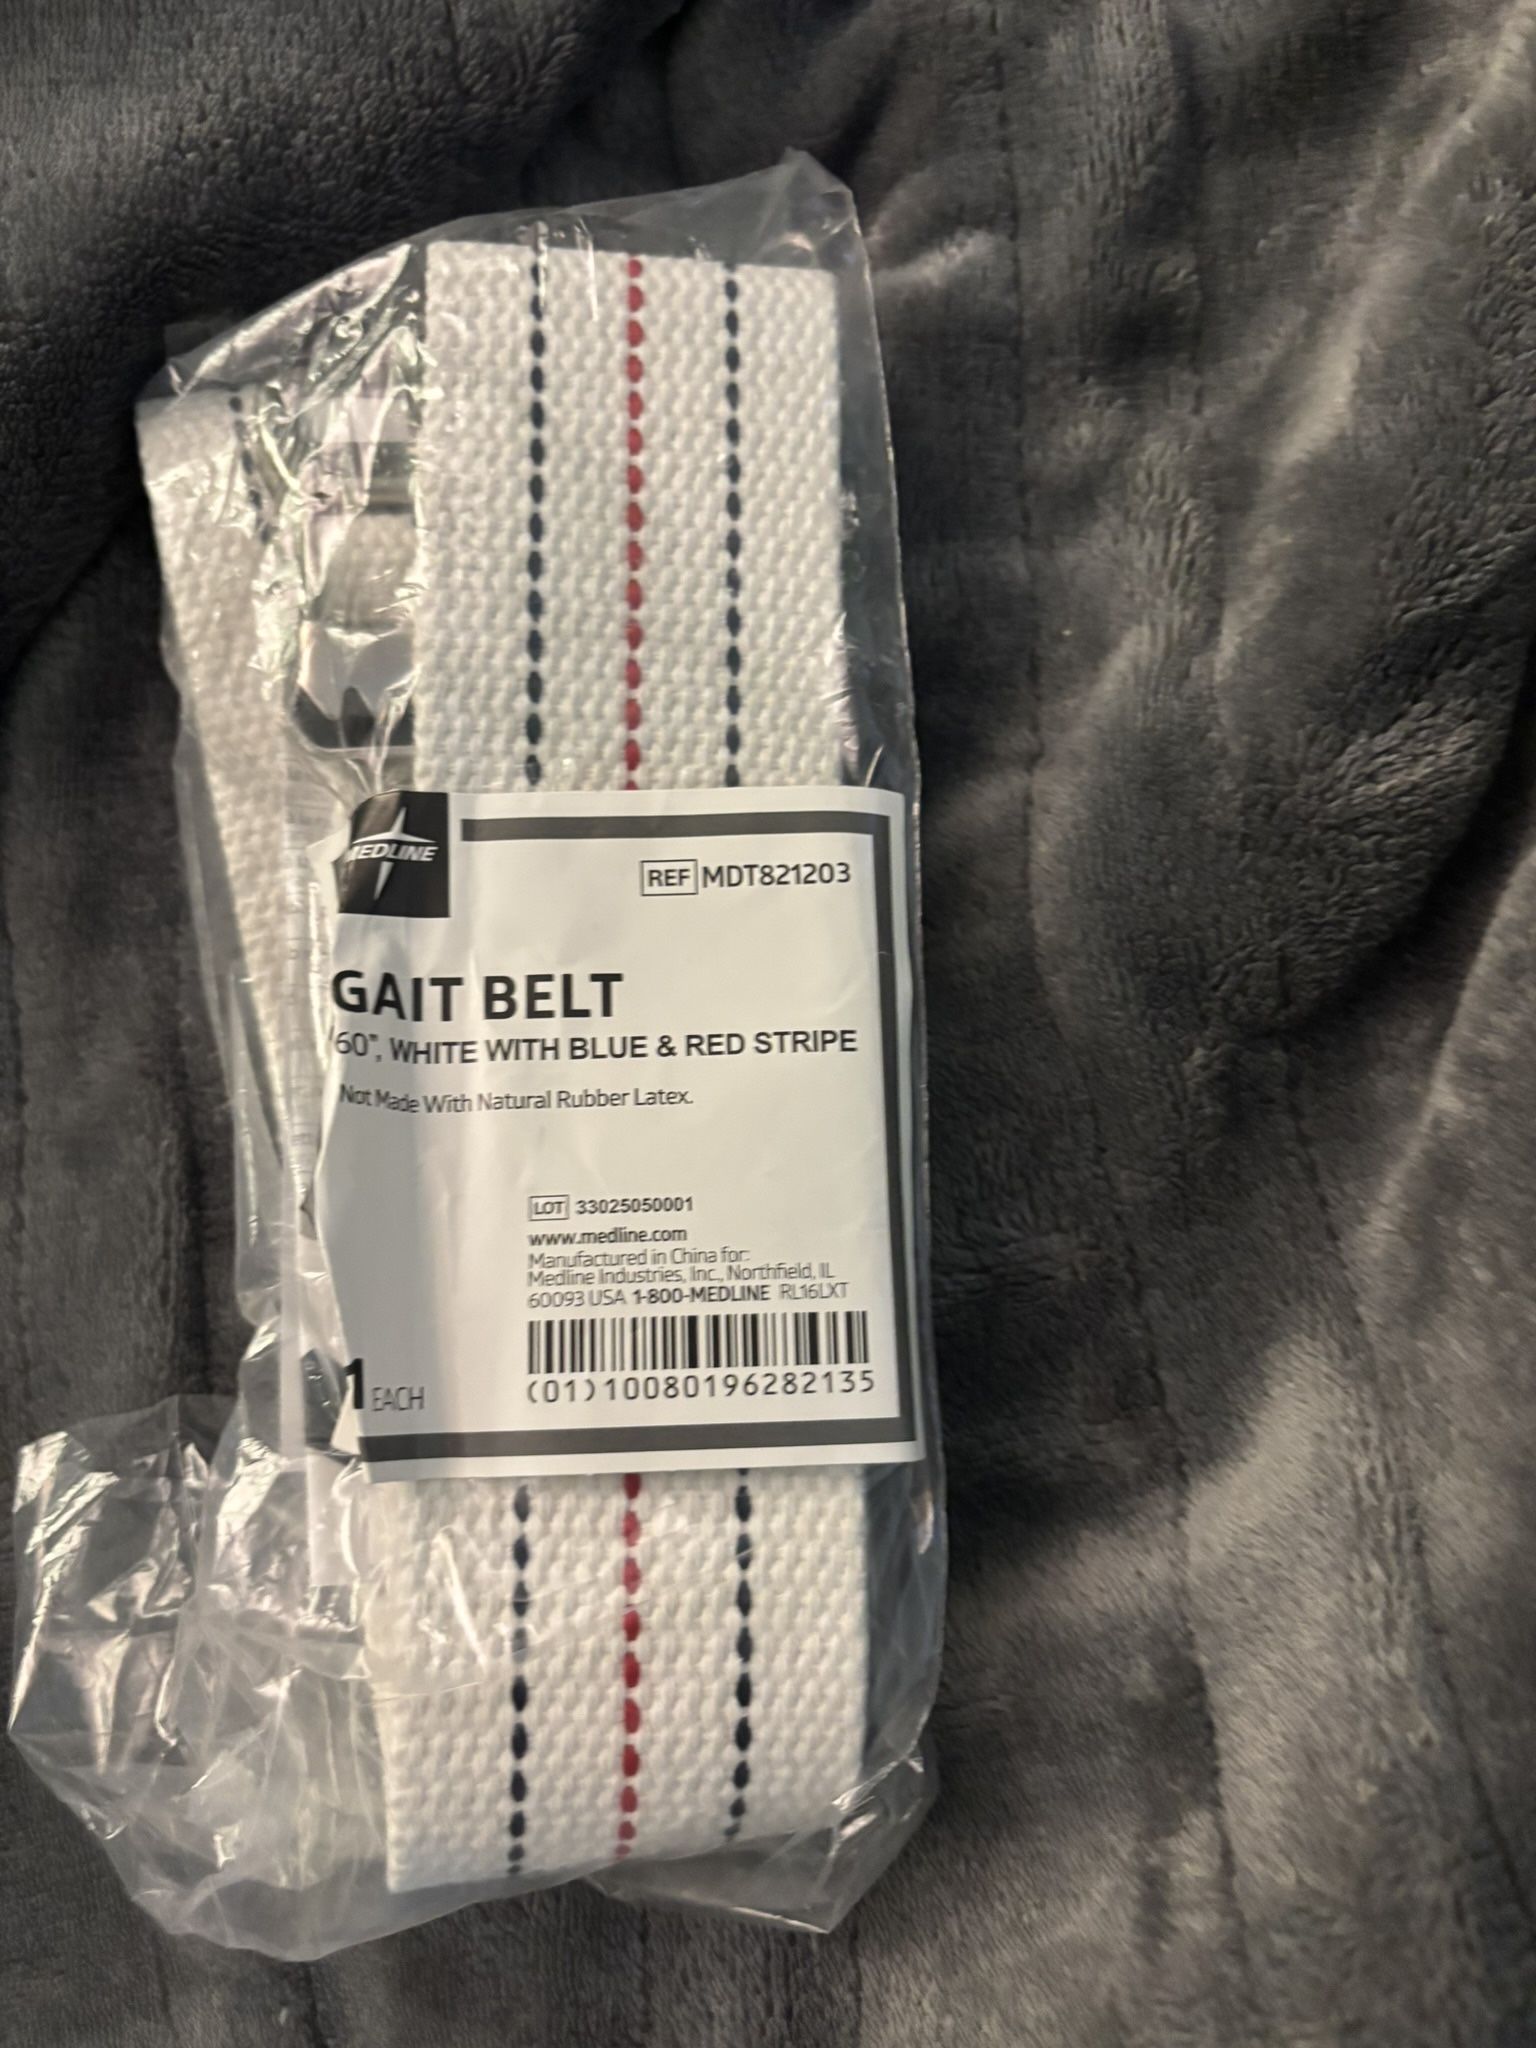 MEDLINE
REF MDT821203
GAIT BELT
60", WHITE WITH BLUE & RED STRIPE
Not Made With Natural Rubber Latex.
LOT 33025050001
www.medline.com
Manufactured in China for:
Medline Industries, Inc., Northfield, IL
60093 USA 1-800-MEDLINE RL16LXT
1 EACH
(01)10080196282135